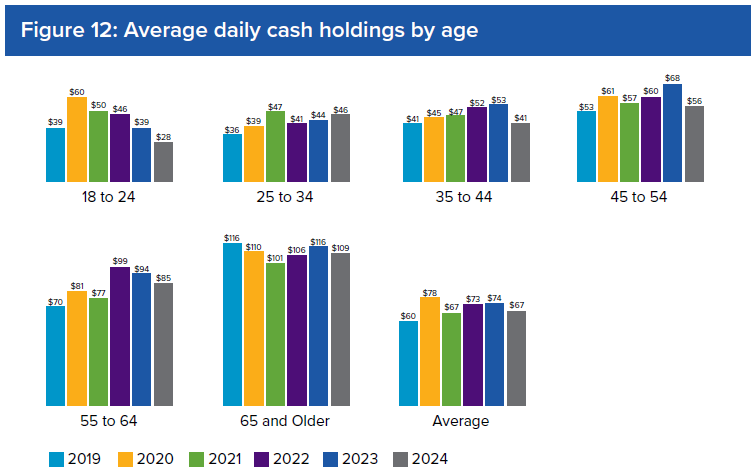 Figure 12: Average daily cash holdings by age
$39 $60 $50 $46 $39 $28
18 to 24
$36 $39 $47 $41 $44 $46
25 to 34
$41 $45 $47 $52 $53 $41
35 to 44
$53 $61 $57 $60 $68 $56
45 to 54
$70 $81 $77 $99 $94 $85
55 to 64
$116 $110 $101 $106 $116 $109
65 and Older
$60 $78 $67 $73 $74 $67
Average
2019 2020 2021 2022 2023 2024